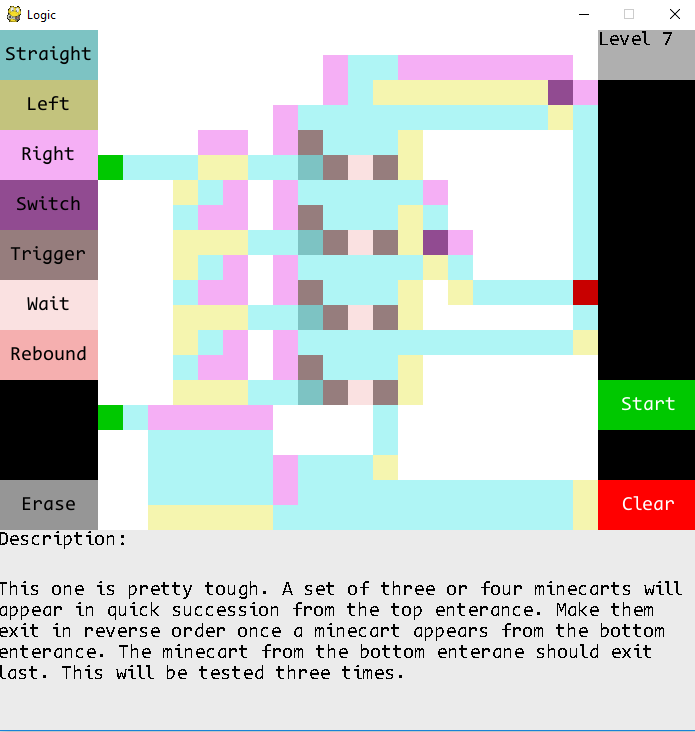 Logic
Straight
Level 7
Left
Right
Switch
Trigger
Wait
Rebound
Start
Erase
Clear
Description:
This one is pretty tough. A set of three or four minecarts will
appear in quick succession from the top enterance. Make them
exit in reverse order once a minecart appears from the bottom
enterance. The minecart from the bottom enterane should exit
last. This will be tested three times.